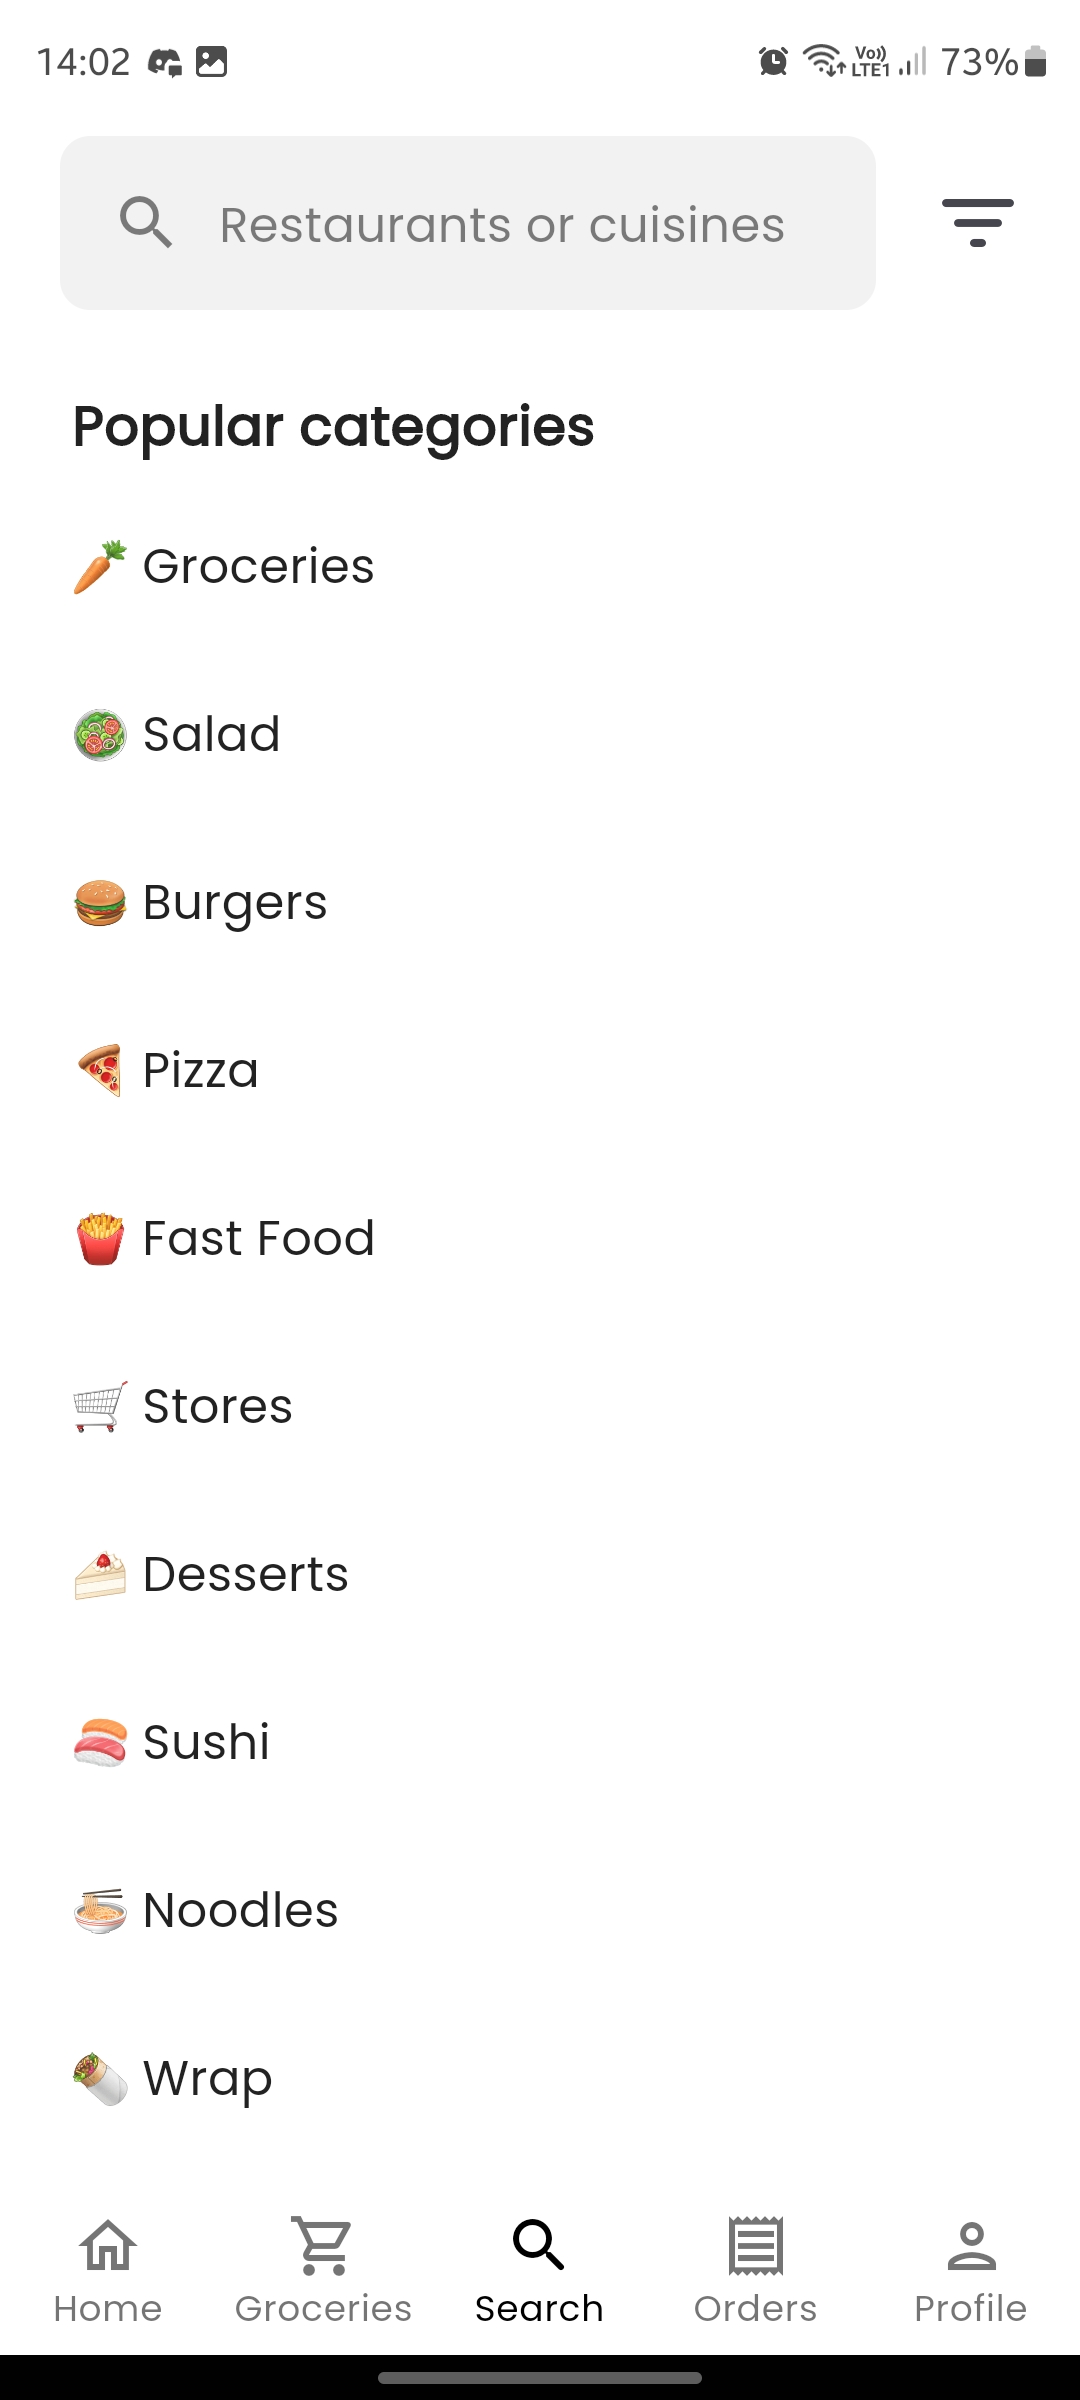 14:02
Vo)) LTE1 73%
Restaurants or cuisines
Popular categories
Groceries
Salad
Burgers
Pizza
Fast Food
Stores
Desserts
Sushi
Noodles
Wrap
Home Groceries Search Orders Profile